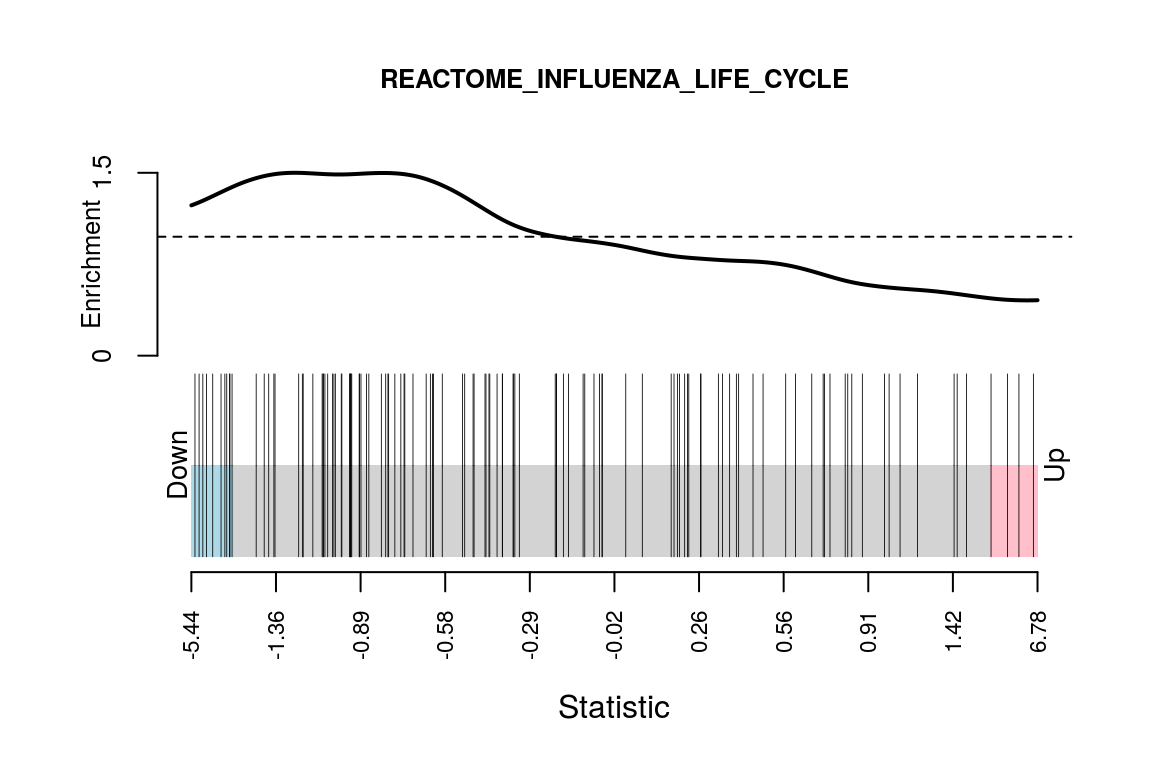 REACTOME_INFLUENZA_LIFE_CYCLE
1.5
Enrichment
0
Down
Up
-5.44
-1.36
-0.89
-0.58
-0.29
-0.02
0.26
0.56
0.91
1.42
6.78
Statistic